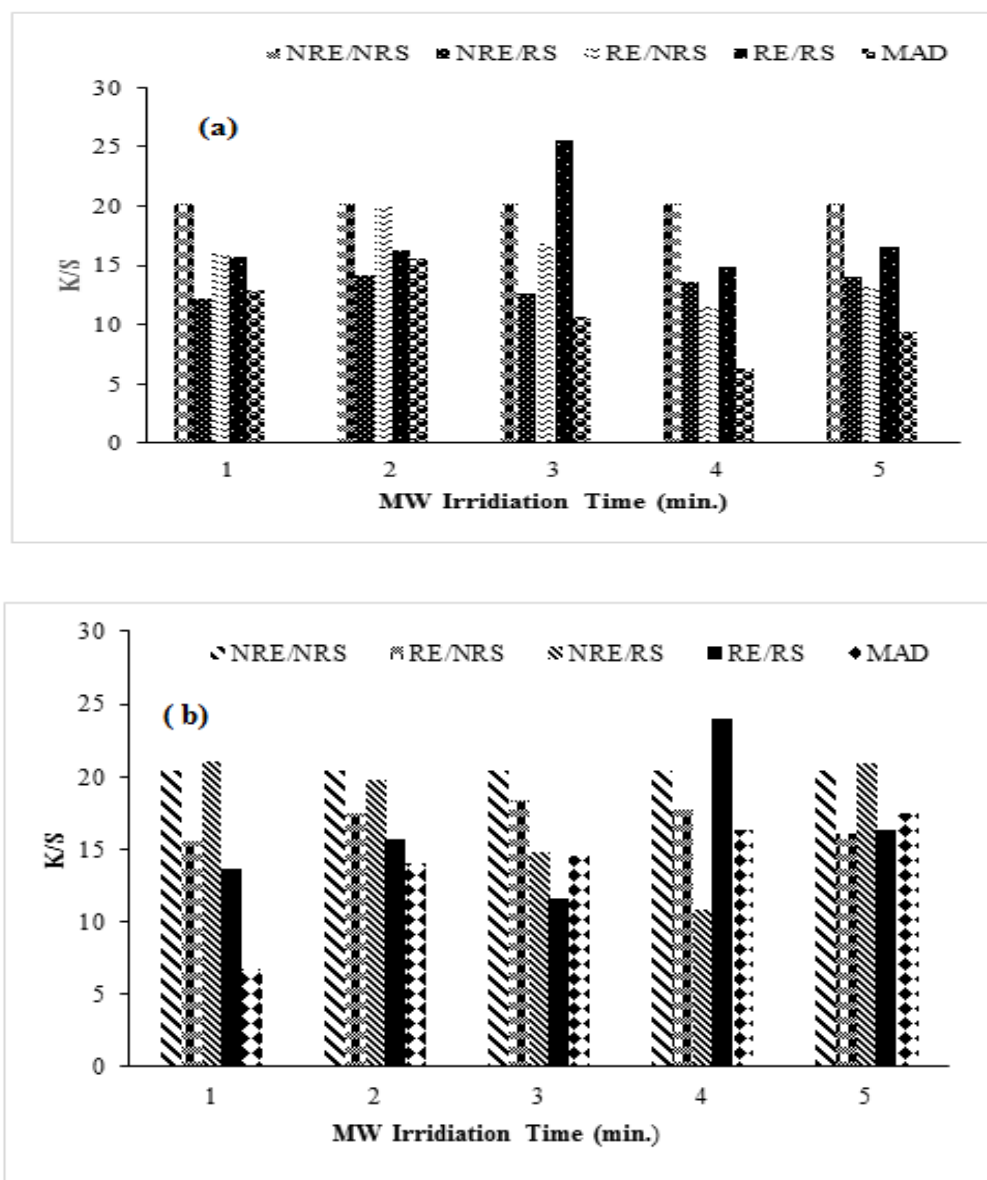 NRE/NRS NRE/RS RE/NRS RE/RS MAD
30
(a)
25
20
15
K/S
10
5
0
1 2 3 4 5
MW Irridiation Time (min.)
30
NRE/NRS RE/NRS NRE/RS RE/RS MAD
25
( b)
20
15
K/S
10
5
0
1 2 3 4 5
MW Irridiation Time (min.)